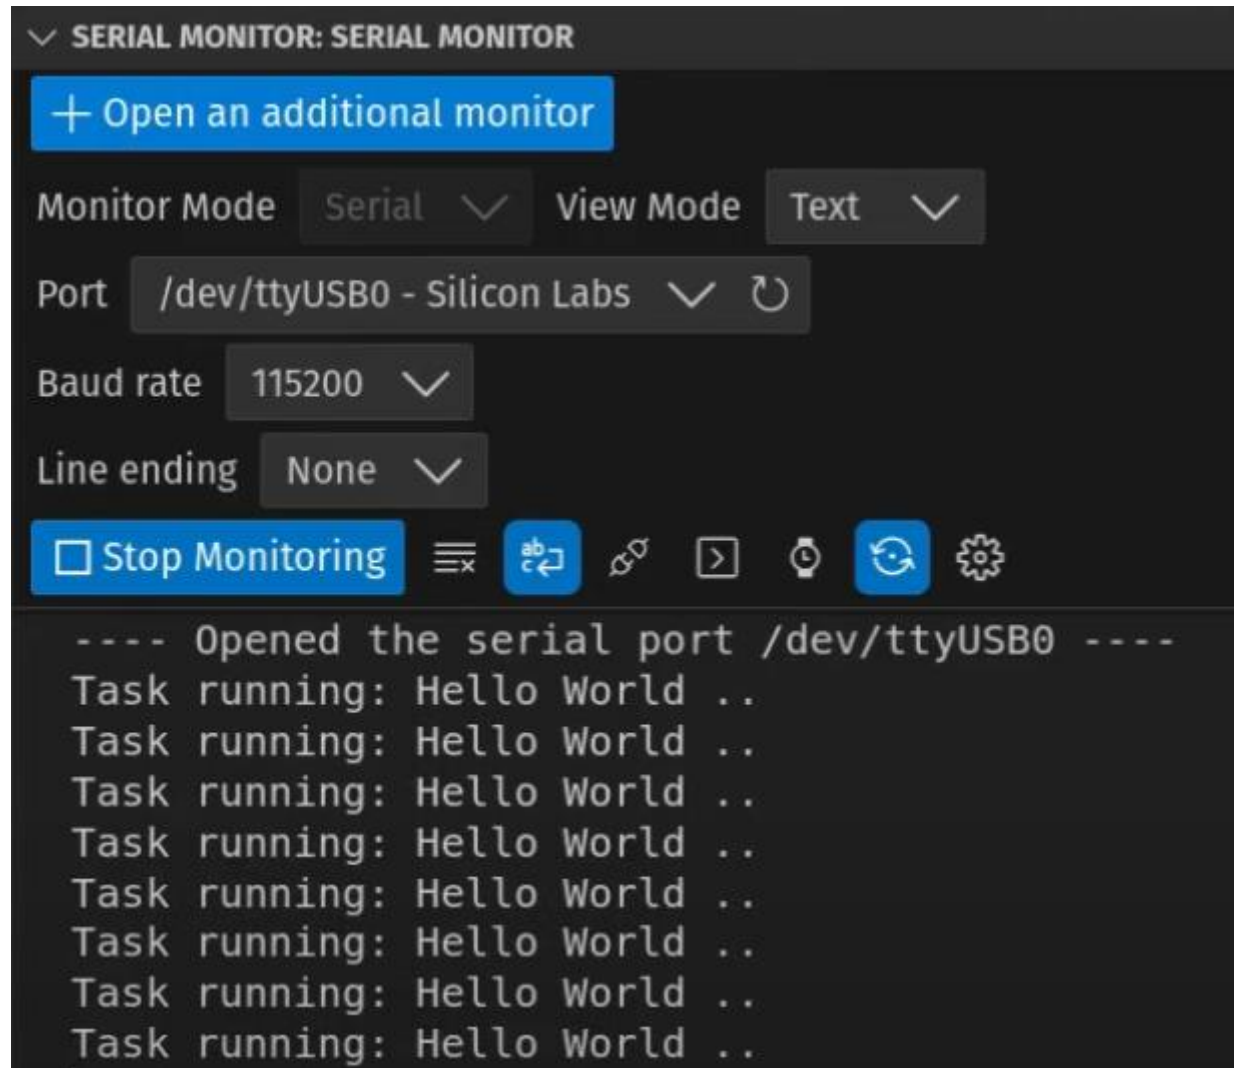 SERIAL MONITOR: SERIAL MONITOR
+ Open an additional monitor
Monitor Mode Serial View Mode Text
Port /dev/ttyUSB0 - Silicon Labs
Baud rate 115200
Line ending None
Stop Monitoring
---- Opened the serial port /dev/ttyUSB0 ----
Task running: Hello World ..
Task running: Hello World ..
Task running: Hello World ..
Task running: Hello World ..
Task running: Hello World ..
Task running: Hello World ..
Task running: Hello World ..
Task running: Hello World ..